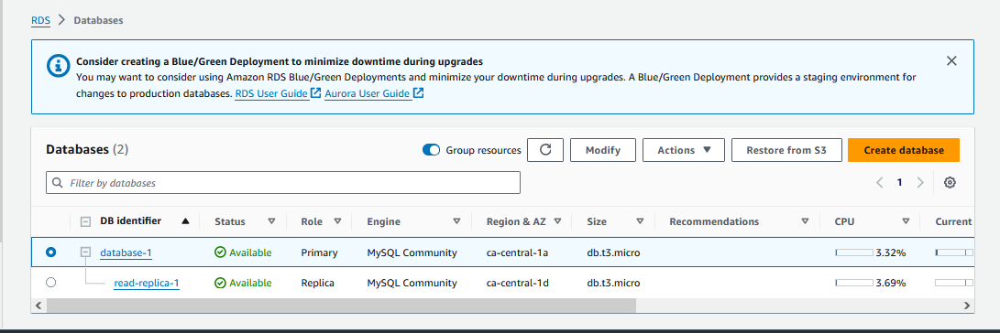 RDS > Databases
Consider creating a Blue/Green Deployment to minimize downtime during upgrades
You may want to consider using Amazon RDS Blue/Green Deployments and minimize your downtime during upgrades. A Blue/Green Deployment provides a staging environment for
changes to production databases. RDS User Guide Aurora User Guide
Databases (2) Group resources Modify Actions Restore from S3 Create database
Filter by databases 1
DB identifier Status Role Engine Region & AZ Size Recommendations CPU Current
database-1 Available Primary MySQL Community ca-central-1a db.t3.micro 3.32%
read-replica-1 Available Replica MySQL Community ca-central-1d db.t3.micro 3.69%